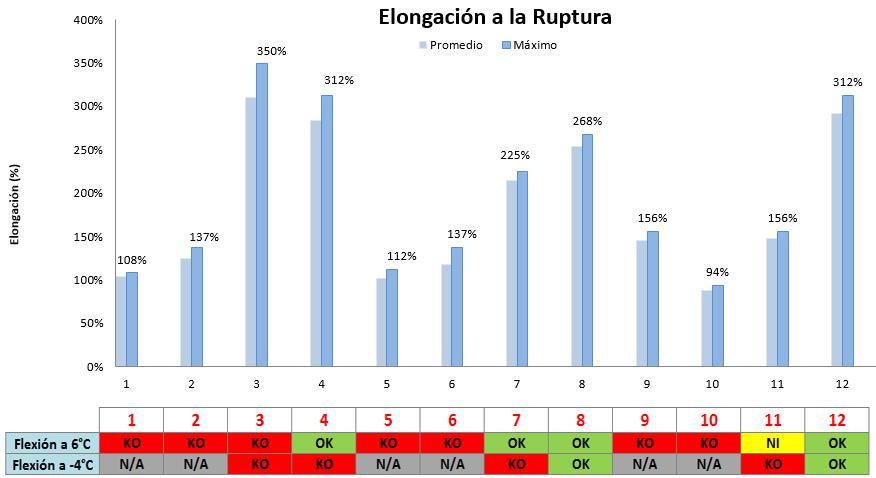 Elongación a la Ruptura
Promedio Máximo
400%
350%
300%
250%
200%
150%
100%
50%
0%
Elongación (%)
108% 137% 350% 312% 112% 137% 225% 268% 156% 94% 156% 312%
1 2 3 4 5 6 7 8 9 10 11 12
1 2 3 4 5 6 7 8 9 10 11 12
Flexión a 6°C KO KO KO OK KO KO OK OK KO KO NI OK
Flexión a -4°C N/A N/A KO KO N/A N/A KO OK N/A N/A KO OK